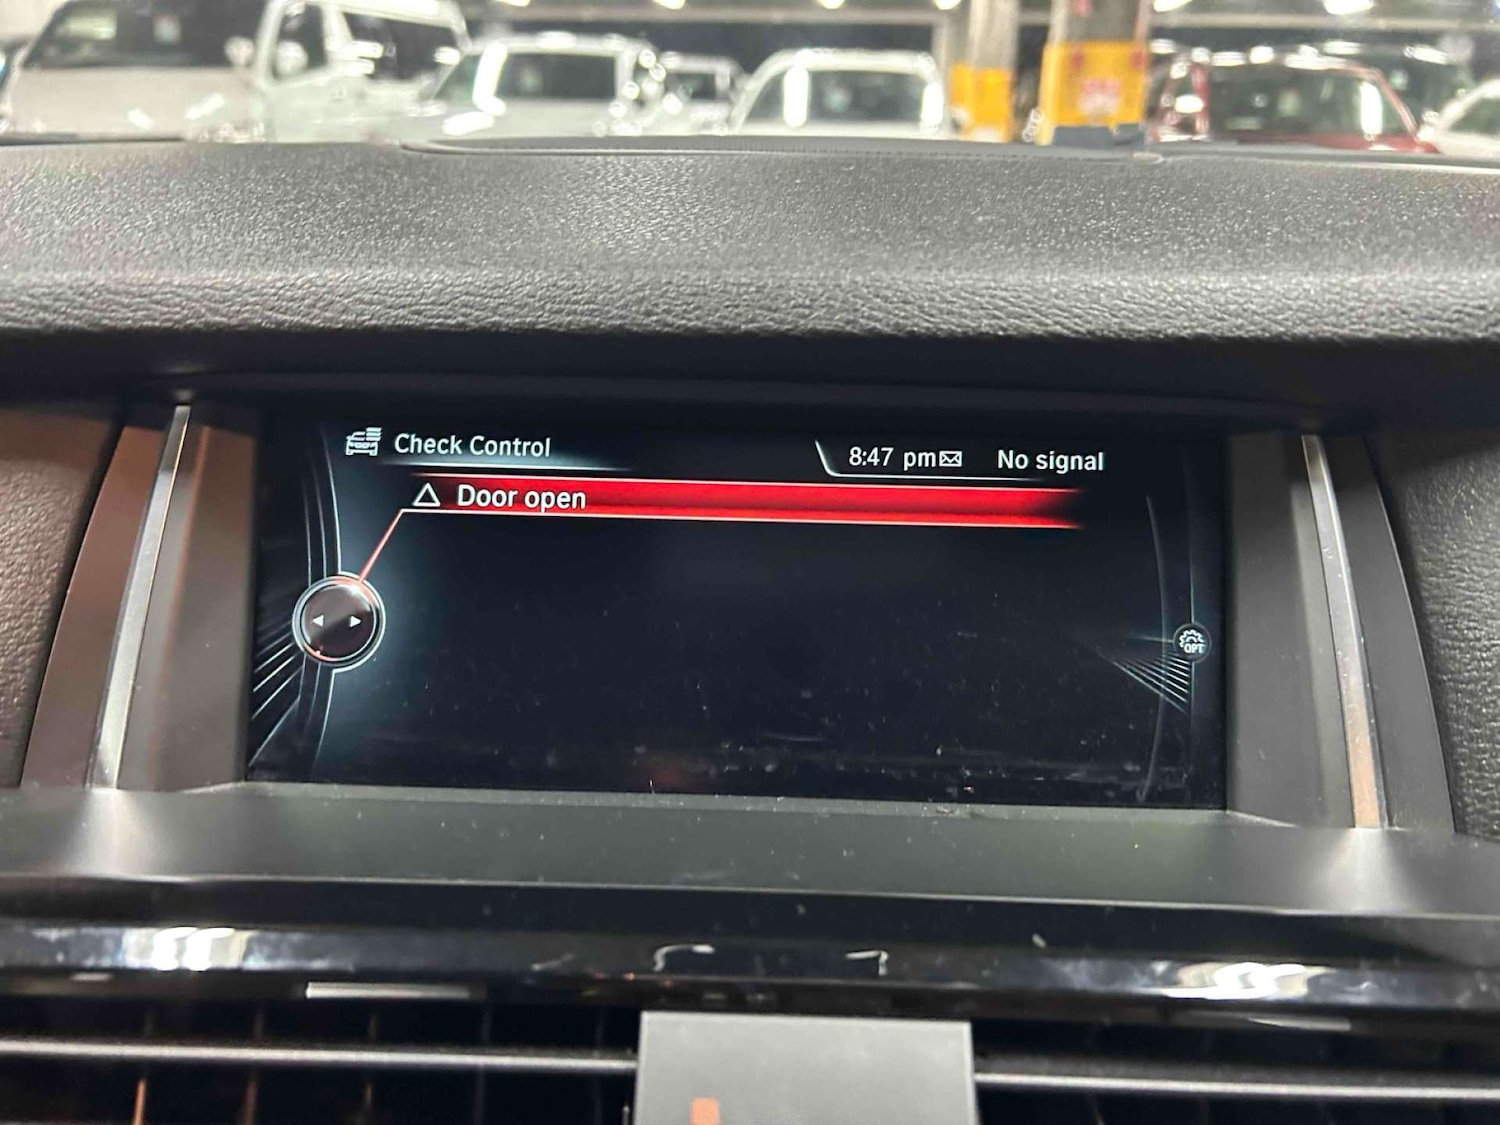 Check Control
8:47 pm
No signal
Door open
OPT